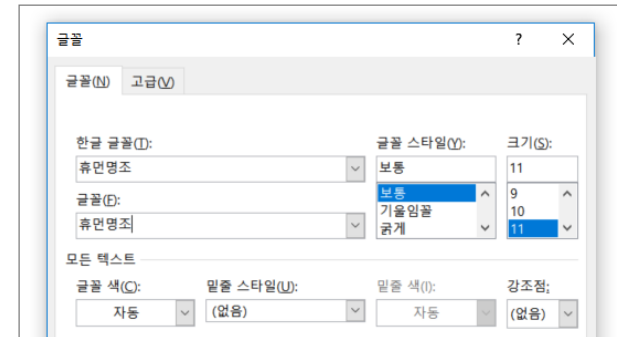 글꼴 ? ×
글꼴(N) 고급(V)
한글 글꼴(T): 글꼴 스타일(Y): 크기(S):
휴먼명조 보통 11
글꼴(F): 보통 9
기울임꼴 10
휴먼명조 굵게 11
모든 텍스트
글꼴 색(C): 밑줄 스타일(U): 밑줄 색(I): 강조점:
자동 (없음) 자동 (없음)